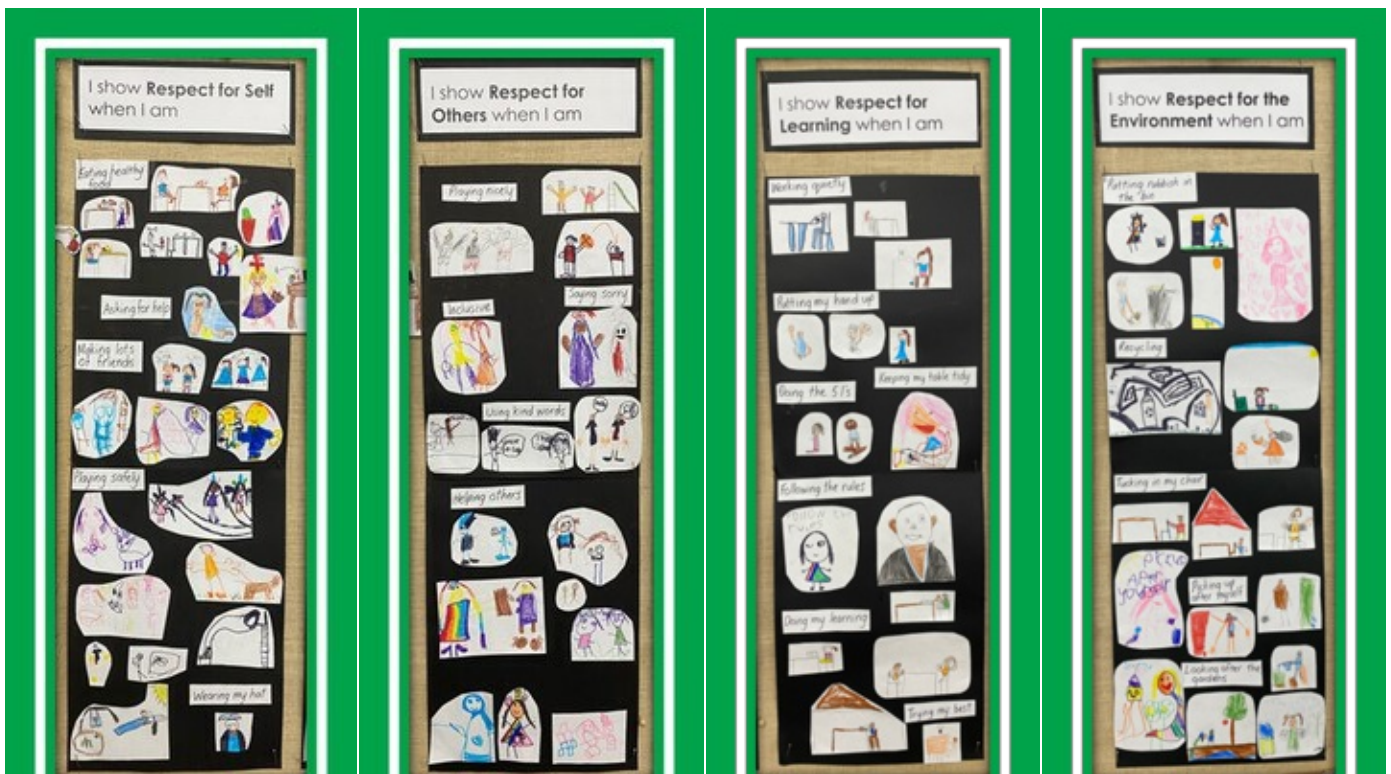 I show Respect for Self
when I am
Eating healthy
food
Asking for help
Making lots
of friends
Playing safely
Wearing my hat
I show Respect for
Others when I am
Playing nicely
Saying sorry
Inclusive
Using kind words
Helping others
I show Respect for
Learning when I am
Working quietly
Putting my hand up
Keeping my table tidy
Doing the 5 L's
Following the rules
Doing my learning
Trying my best
I show Respect for the
Environment when I am
Putting rubbish in
the bin
Recycling
Tucking in my chair
Picking up
after myself
Looking after the
gardens